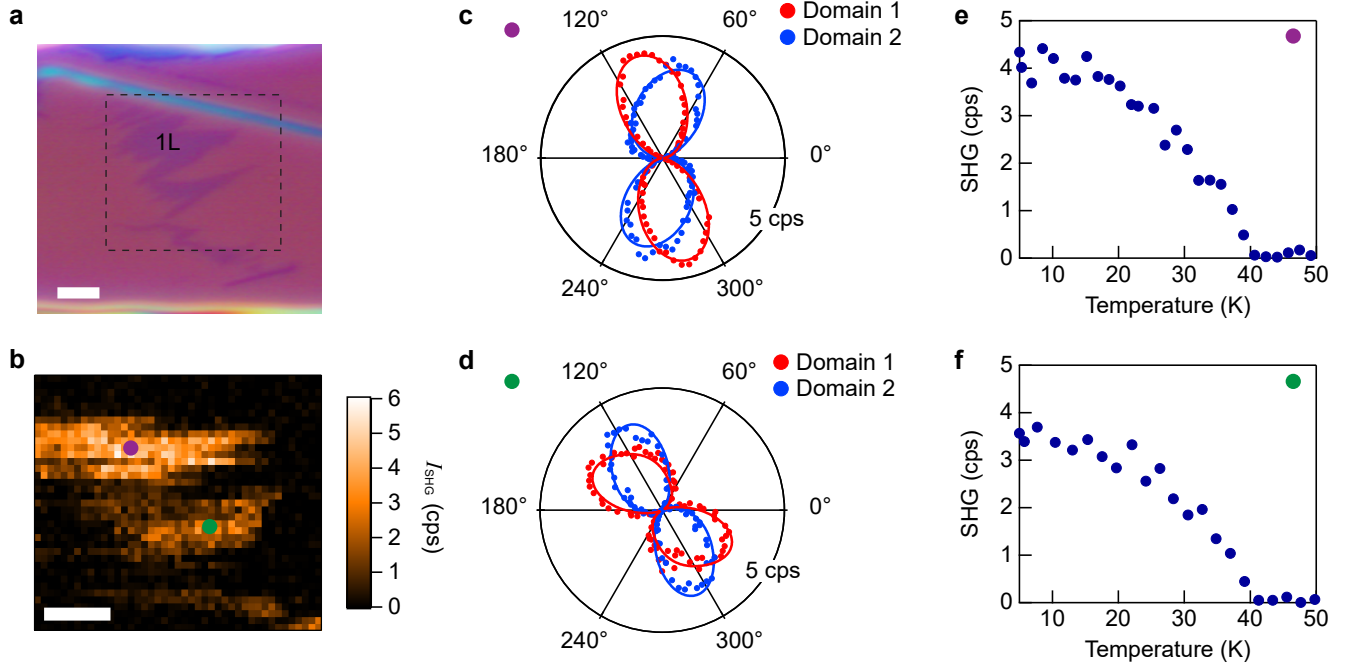 a
1L
b
6
5
4
3
2
1
0
I_SHG (cps)
c
Domain 1
Domain 2
120°
60°
180°
0°
5 cps
240°
300°
d
Domain 1
Domain 2
120°
60°
180°
0°
5 cps
240°
300°
e
5
4
3
2
1
0
SHG (cps)
10
20
30
40
50
Temperature (K)
f
5
4
3
2
1
0
SHG (cps)
10
20
30
40
50
Temperature (K)